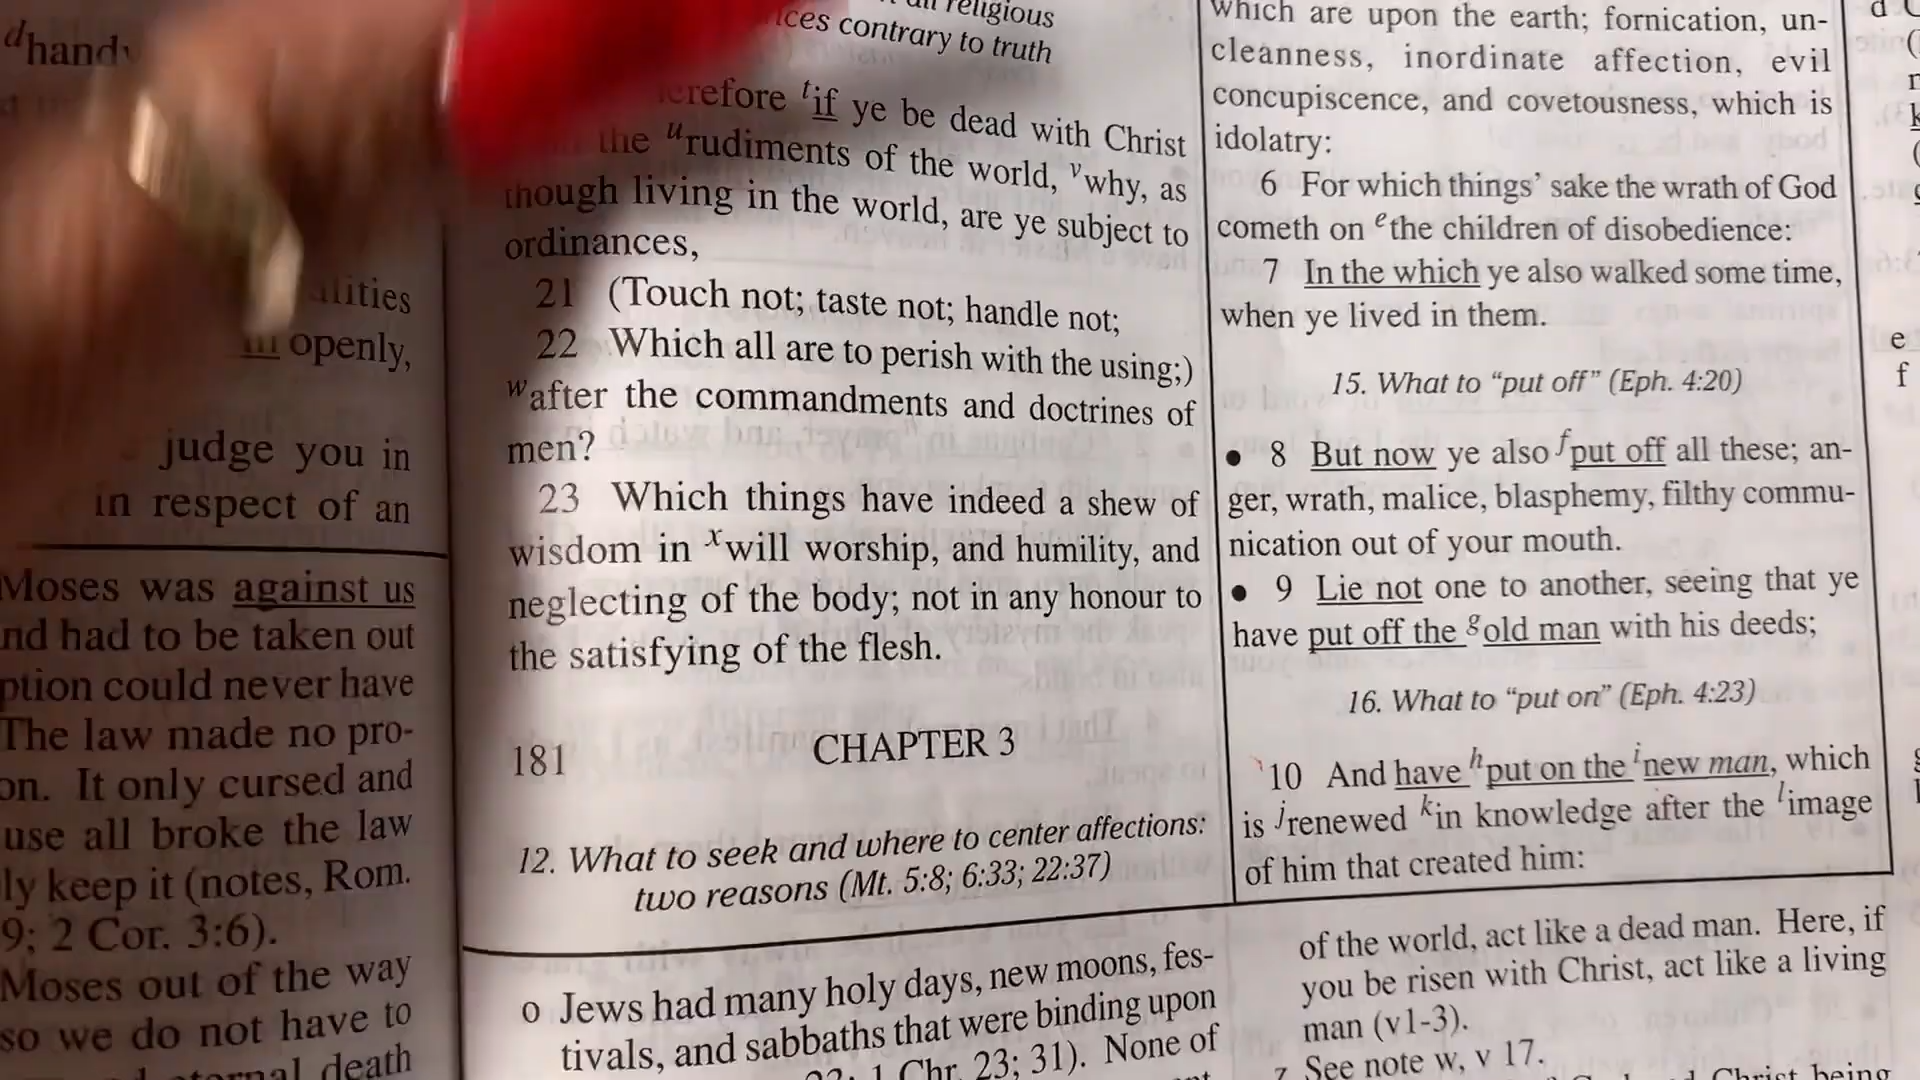 dhand
alities
in openly,
judge you in
in respect of an
Moses was against us
nd had to be taken out
ption could never have
The law made no pro-
on. It only cursed and
use all broke the law
ly keep it (notes, Rom.
9; 2 Cor. 3:6).
Moses out of the way
so we do not have to
death
religious
ces contrary to truth
erefore tif ye be dead with Christ
the urudiments of the world, vwhy, as
though living in the world, are ye subject to
ordinances,
21 (Touch not; taste not; handle not;
22 Which all are to perish with the using;)
wafter the commandments and doctrines of
men?
23 Which things have indeed a shew of
wisdom in xwill worship, and humility, and
neglecting of the body; not in any honour to
the satisfying of the flesh.
181 CHAPTER 3
12. What to seek and where to center affections:
two reasons (Mt. 5:8; 6:33; 22:37)
which are upon the earth; fornication, un-
cleanness, inordinate affection, evil
concupiscence, and covetousness, which is
idolatry:
6 For which things' sake the wrath of God
cometh on ethe children of disobedience:
7 In the which ye also walked some time,
when ye lived in them.
15. What to "put off" (Eph. 4:20)
● 8 But now ye also fput off all these; an-
ger, wrath, malice, blasphemy, filthy commu-
nication out of your mouth.
● 9 Lie not one to another, seeing that ye
have put off the gold man with his deeds;
16. What to "put on" (Eph. 4:23)
10 And have hput on the inew man, which
is jrenewed kin knowledge after the limage
of him that created him:
o Jews had many holy days, new moons, fes-
tivals, and sabbaths that were binding upon
1 Chr. 23; 31). None of
of the world, act like a dead man. Here, if
you be risen with Christ, act like a living
man (v1-3).
z See note w, v 17.
Christ being